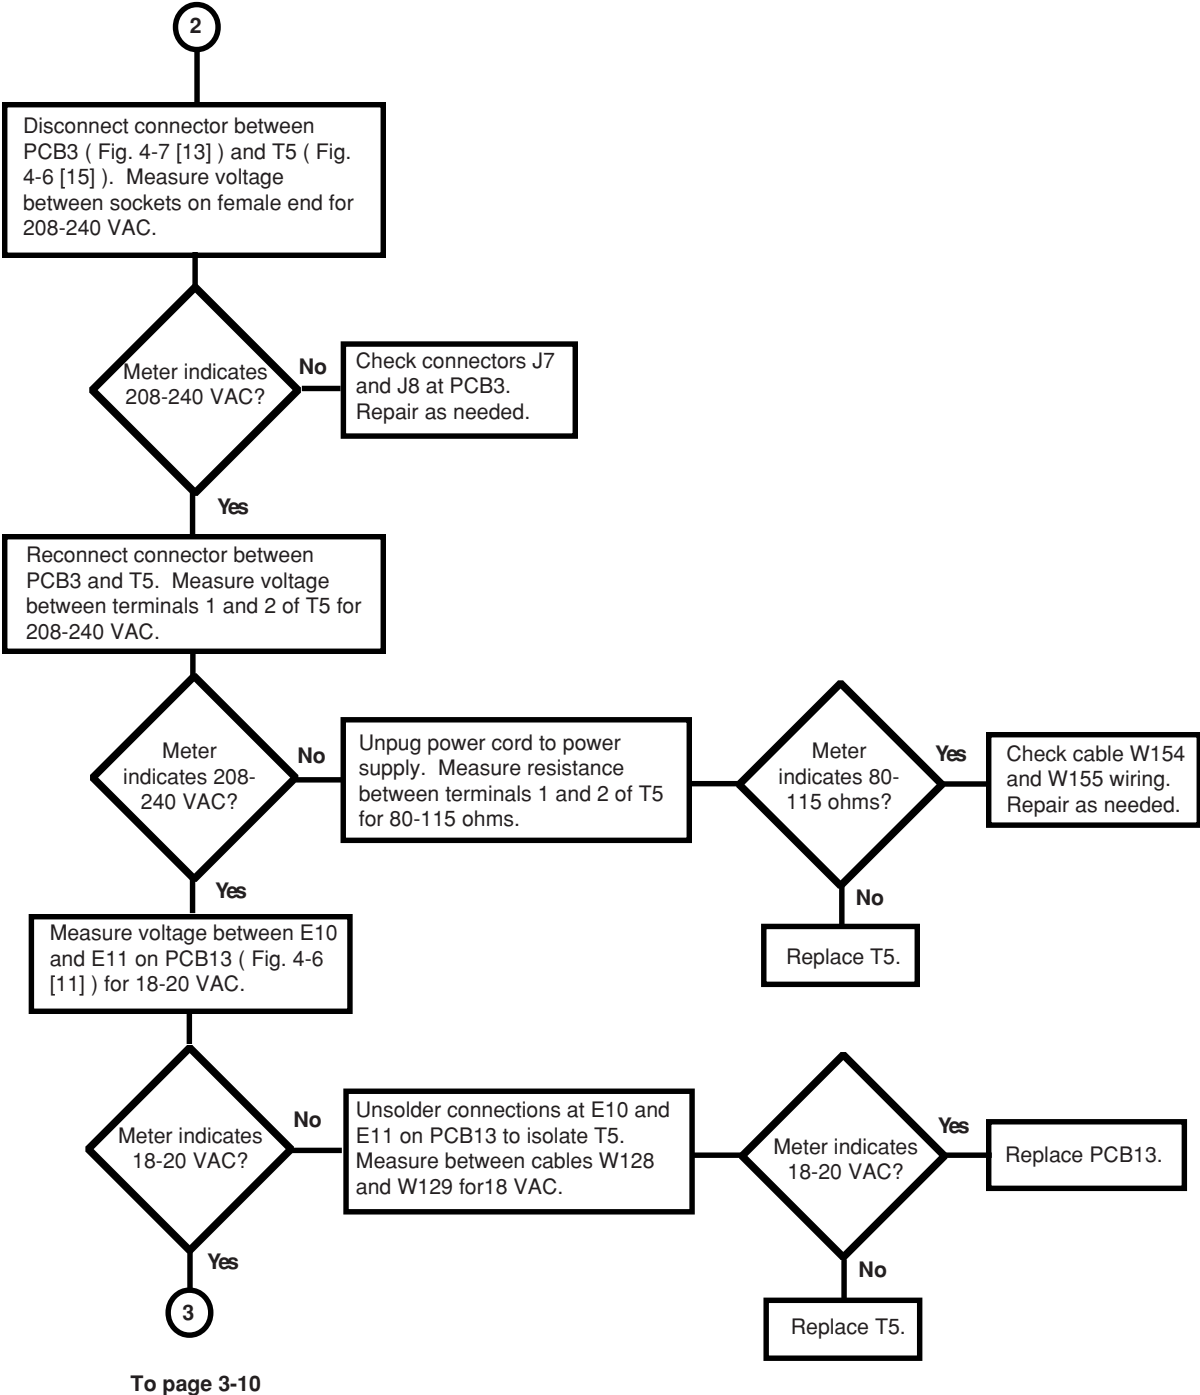 2
Disconnect connector between
PCB3 ( Fig. 4-7 [13] ) and T5 ( Fig.
4-6 [15] ).  Measure voltage
between sockets on female end for
208-240 VAC.
Meter indicates
208-240 VAC?
No
Check connectors J7
and J8 at PCB3.
Repair as needed.
Yes
Reconnect connector between
PCB3 and T5.  Measure voltage
between terminals 1 and 2 of T5 for
208-240 VAC.
Meter
indicates 208-
240 VAC?
No
Unpug power cord to power
supply.  Measure resistance
between terminals 1 and 2 of T5
for 80-115 ohms.
Meter
indicates 80-
115 ohms?
Yes
Check cable W154
and W155 wiring.
Repair as needed.
No
Replace T5.
Yes
Measure voltage between E10
and E11 on PCB13 ( Fig. 4-6
[11] ) for 18-20 VAC.
Meter indicates
18-20 VAC?
No
Unsolder connections at E10 and
E11 on PCB13 to isolate T5.
Measure between cables W128
and W129 for18 VAC.
Meter indicates
18-20 VAC?
Yes
Replace PCB13.
No
Replace T5.
Yes
3
To page 3-10